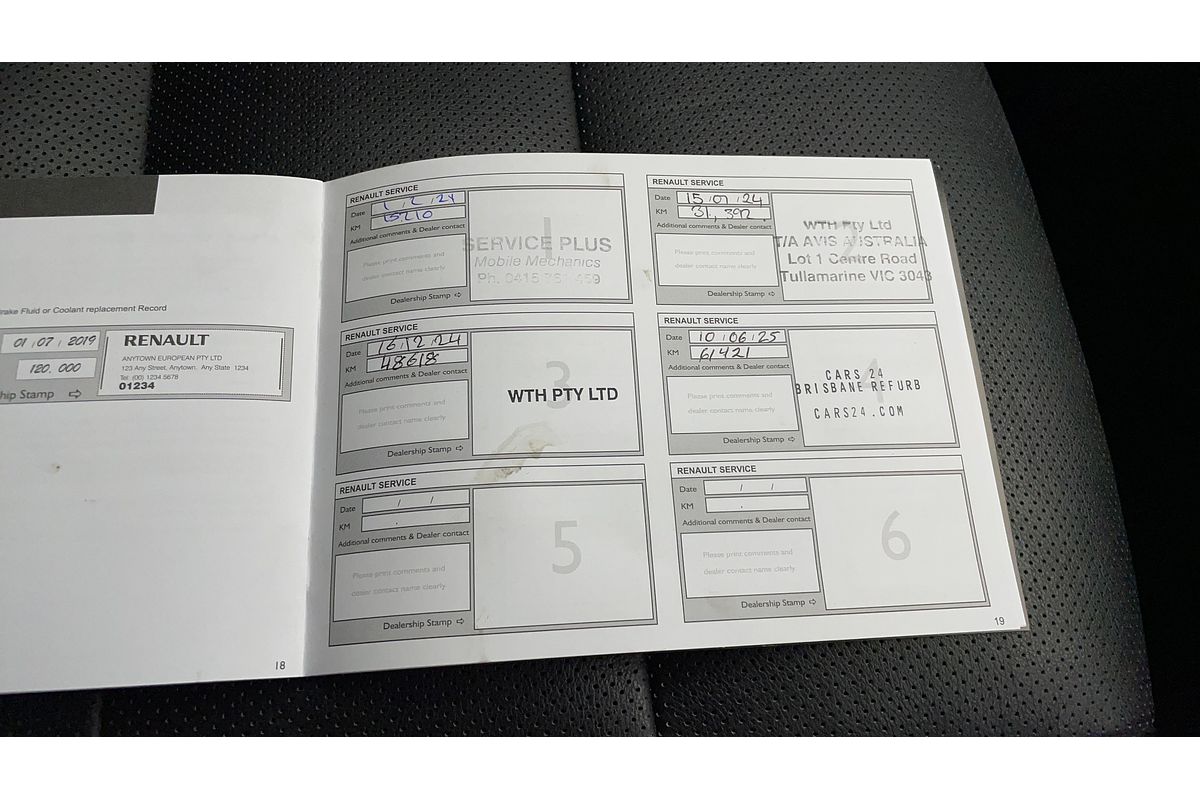 rake Fluid or Coolant replacement Record
01 / 07 / 2019
120. 000
RENAULT
ANYTOWN EUROPEAN PTY LTD
123 Any Street, Anytown. Any State 1234
Tel: (00) 1234 5678
01234
hip Stamp ⇨
18
RENAULT SERVICE
Date 1 / 2 / 24
KM 15210
Additional comments & Dealer contact
Please print comments and
dealer contact name clearly
Dealership Stamp ⇨
1
SERVICE PLUS
Mobile Mechanics
Ph. 0415
RENAULT SERVICE
Date 15 / 07 / 24
KM 31, 392
Additional comments & Dealer contact
Please print comments and
dealer contact name clearly
Dealership Stamp ⇨
2
WTH Pty Ltd
T/A AVIS AUSTRALIA
Lot 1 Centre Road
Tullamarine VIC 3043
RENAULT SERVICE
Date 16/12/24
KM 48618
Additional comments & Dealer contact
Please print comments and
dealer contact name clearly
Dealership Stamp ⇨
3
WTH PTY LTD
RENAULT SERVICE
Date 10 / 06 / 25
KM 61421
Additional comments & Dealer contact
Please print comments and
dealer contact name clearly
Dealership Stamp ⇨
4
CARS 24
BRISBANE REFURB
CARS24.COM
RENAULT SERVICE
Date / /
KM .
Additional comments & Dealer contact
Please print comments and
dealer contact name clearly
Dealership Stamp ⇨
5
RENAULT SERVICE
Date / /
KM .
Additional comments & Dealer contact
Please print comments and
dealer contact name clearly
Dealership Stamp ⇨
6
19